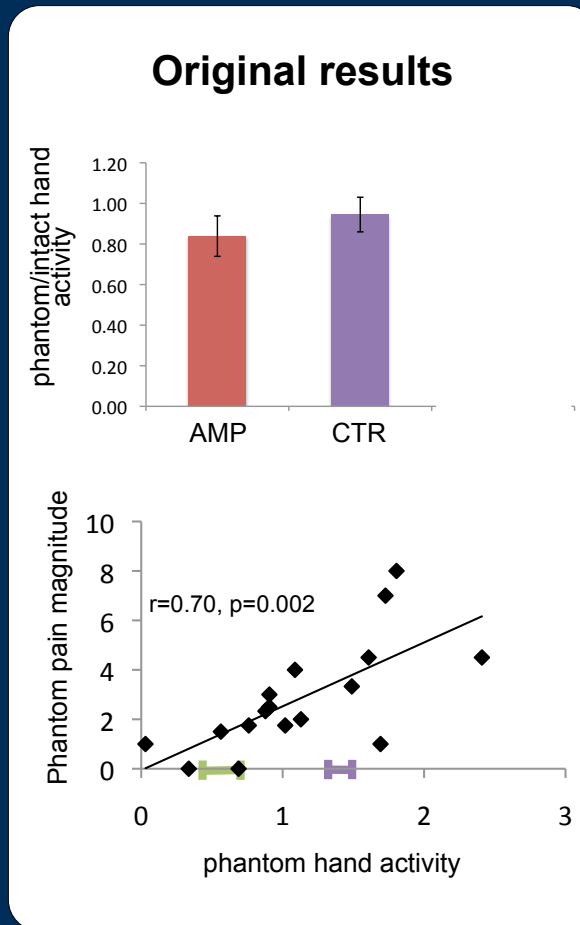 Original results
phantom/intact hand
activity
1.20
1.00
0.80
0.60
0.40
0.20
0.00
AMP CTR
Phantom pain magnitude
10
8
6
4
2
0
r=0.70, p=0.002
0 1 2 3
phantom hand activity